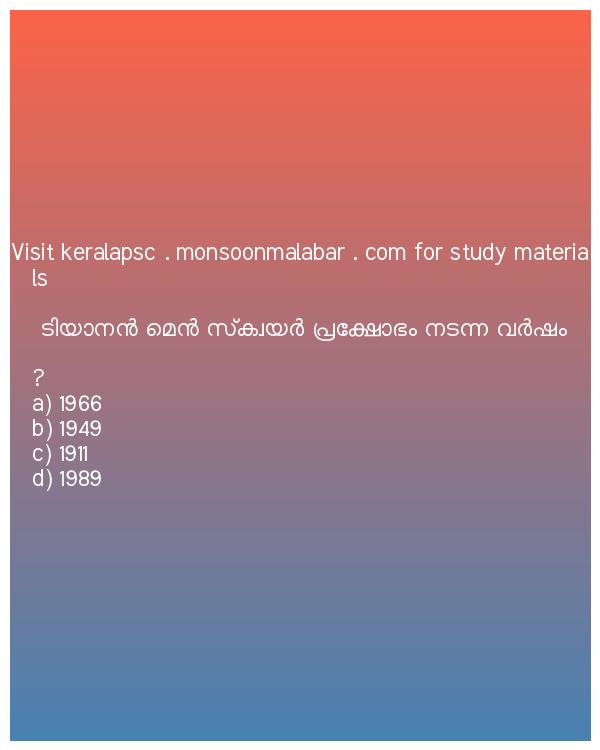 Visit keralapsc . monsoonmalabar . com for study materia
ls
ടിയാനൻ മെൻ സ്ക്വയർ പ്രക്ഷോഭം നടന്ന വർഷം
?
a) 1966
b) 1949
c) 1911
d) 1989